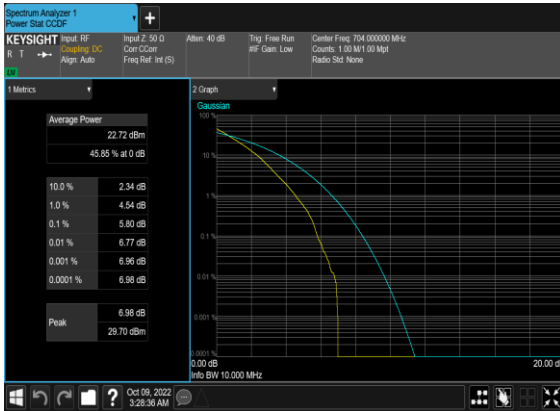 Spectrum Analyzer 1
Power Stat CCDF
KEYSIGHT
R T
Input: RF
Coupling: DC
Align: Auto
Input Z: 50 Ω
Corr CCorr
Freq Ref: Int (S)
Atten: 40 dB
Trig: Free Run
#IF Gain: Low
Center Freq: 704.000000 MHz
Counts: 1.00 M/1.00 Mpt
Radio Std: None
1 Metrics
Average Power
22.72 dBm
45.85 % at 0 dB
10.0 % 2.34 dB
1.0 % 4.54 dB
0.1 % 5.80 dB
0.01 % 6.77 dB
0.001 % 6.96 dB
0.0001 % 6.98 dB
Peak
6.98 dB
29.70 dBm
2 Graph
Gaussian
100 %
10 %
1 %
0.1 %
0.01 %
0.001 %
0.0001 %
0.00 dB 20.00 d
Info BW 10.000 MHz
Oct 09, 2022
3:28:36 AM